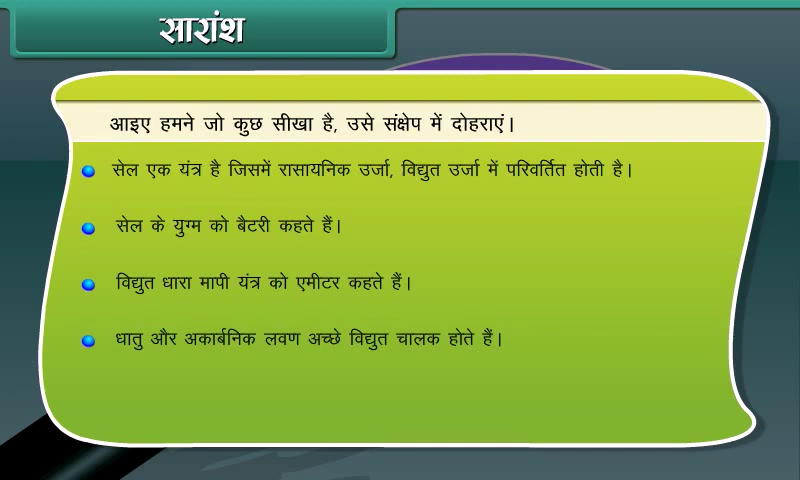 सारांश
आइए हमने जो कुछ सीखा है, उसे संक्षेप में दोहराएं।
सेल एक यंत्र है जिसमें रासायनिक उर्जा, विद्युत उर्जा में परिवर्तित होती है।
सेल के युग्म को बैटरी कहते हैं।
विद्युत धारा मापी यंत्र को एमीटर कहते हैं।
धातु और अकार्बनिक लवण अच्छे विद्युत चालक होते हैं।